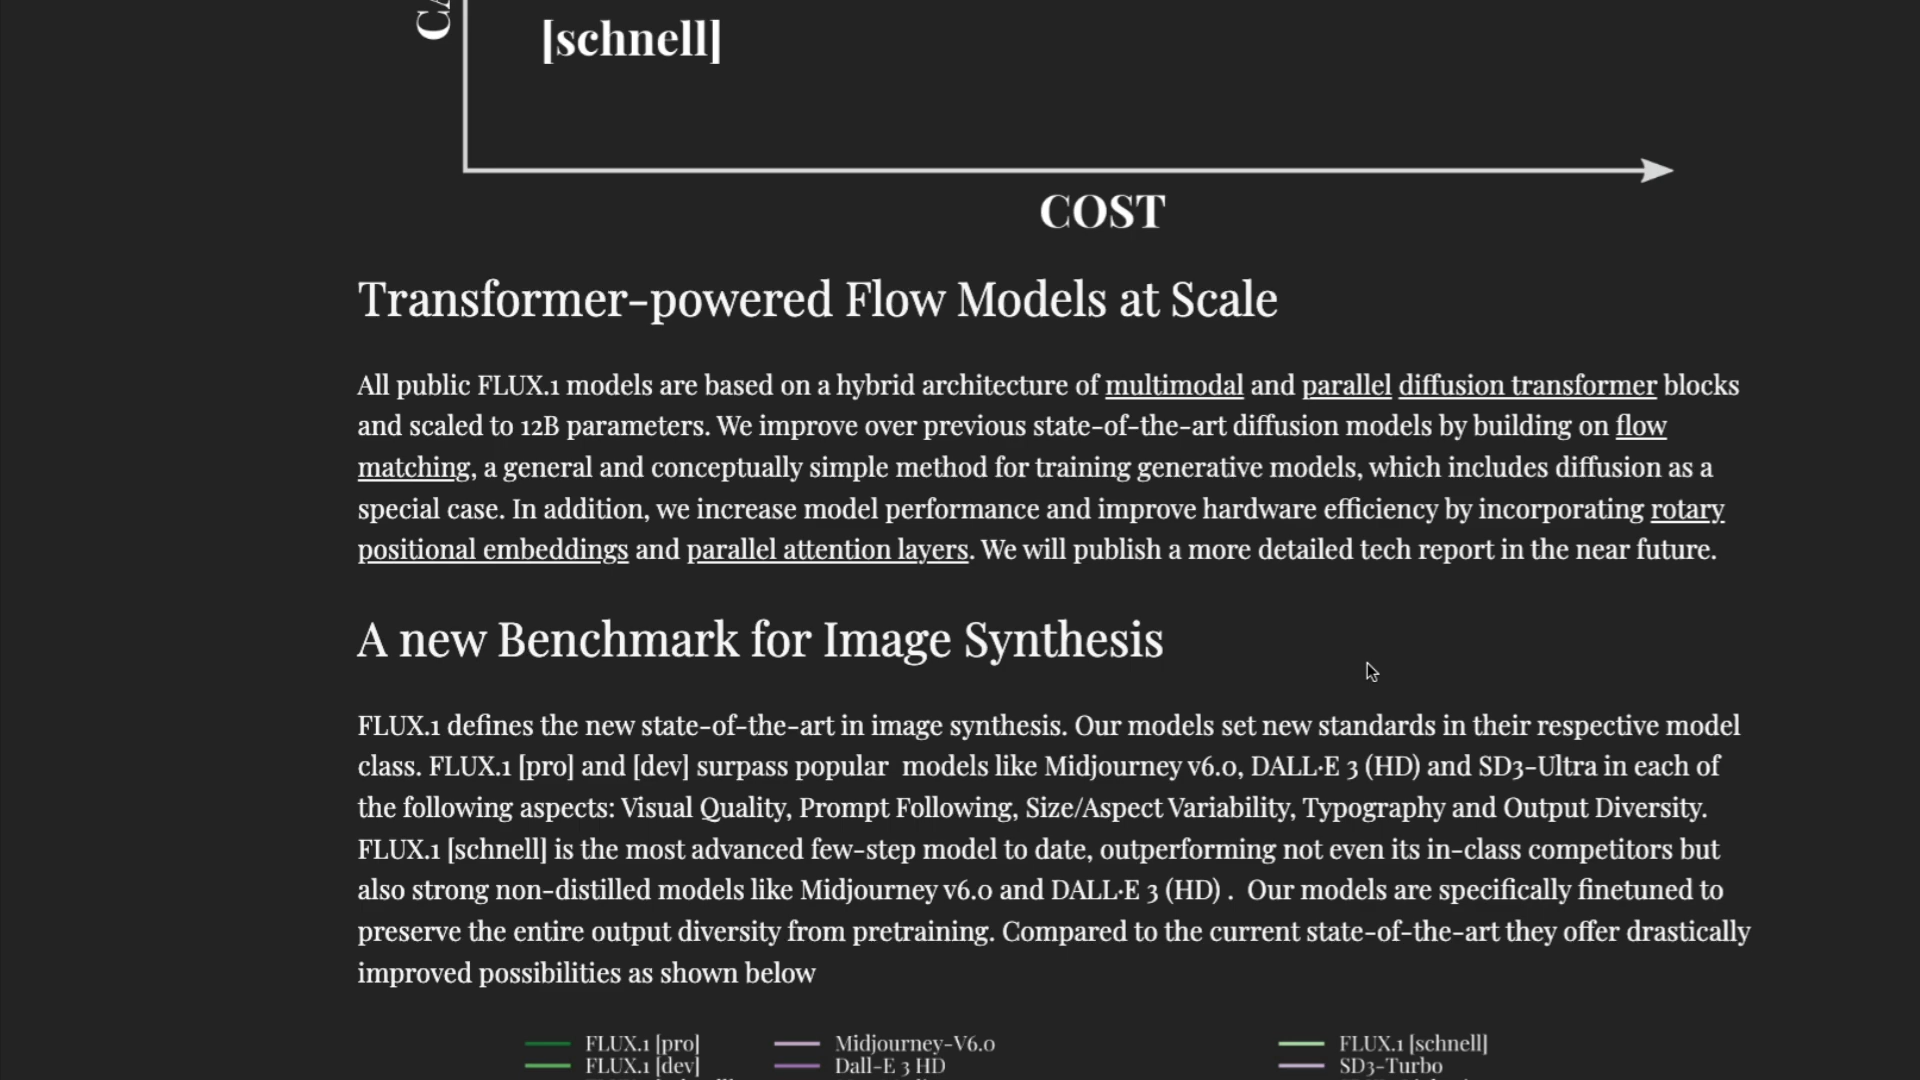 [schnell]
COST
Transformer-powered Flow Models at Scale
All public FLUX.1 models are based on a hybrid architecture of multimodal and parallel diffusion transformer blocks
and scaled to 12B parameters. We improve over previous state-of-the-art diffusion models by building on flow
matching, a general and conceptually simple method for training generative models, which includes diffusion as a
special case. In addition, we increase model performance and improve hardware efficiency by incorporating rotary
positional embeddings and parallel attention layers. We will publish a more detailed tech report in the near future.
A new Benchmark for Image Synthesis
FLUX.1 defines the new state-of-the-art in image synthesis. Our models set new standards in their respective model
class. FLUX.1 [pro] and [dev] surpass popular  models like Midjourney v6.0, DALL·E 3 (HD) and SD3-Ultra in each of
the following aspects: Visual Quality, Prompt Following, Size/Aspect Variability, Typography and Output Diversity.
FLUX.1 [schnell] is the most advanced few-step model to date, outperforming not even its in-class competitors but
also strong non-distilled models like Midjourney v6.0 and DALL·E 3 (HD) .  Our models are specifically finetuned to
preserve the entire output diversity from pretraining. Compared to the current state-of-the-art they offer drastically
improved possibilities as shown below
FLUX.1 [pro] Midjourney-V6.0 FLUX.1 [schnell]
FLUX.1 [dev] Dall-E 3 HD SD3-Turbo